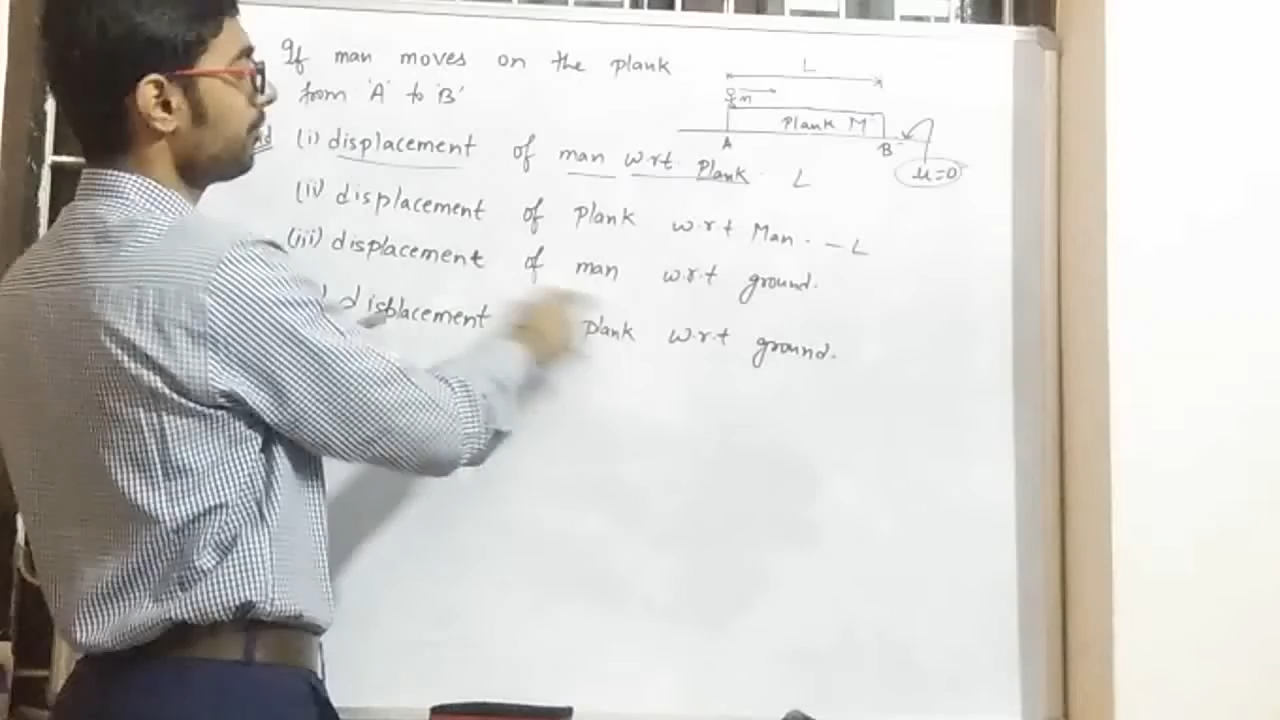 If man moves on the plank
from 'A' to 'B'
(i) displacement of man w.r.t. Plank. L
(ii) displacement of plank w.r.t Man. - L
(iii) displacement of man w.r.t ground.
displacement plank w.r.t ground.
L
m
Plank M
A
B
μ=0